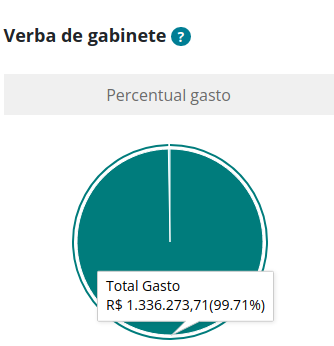 Verba de gabinete ?
Percentual gasto
Total Gasto
R$ 1.336.273,71(99.71%)